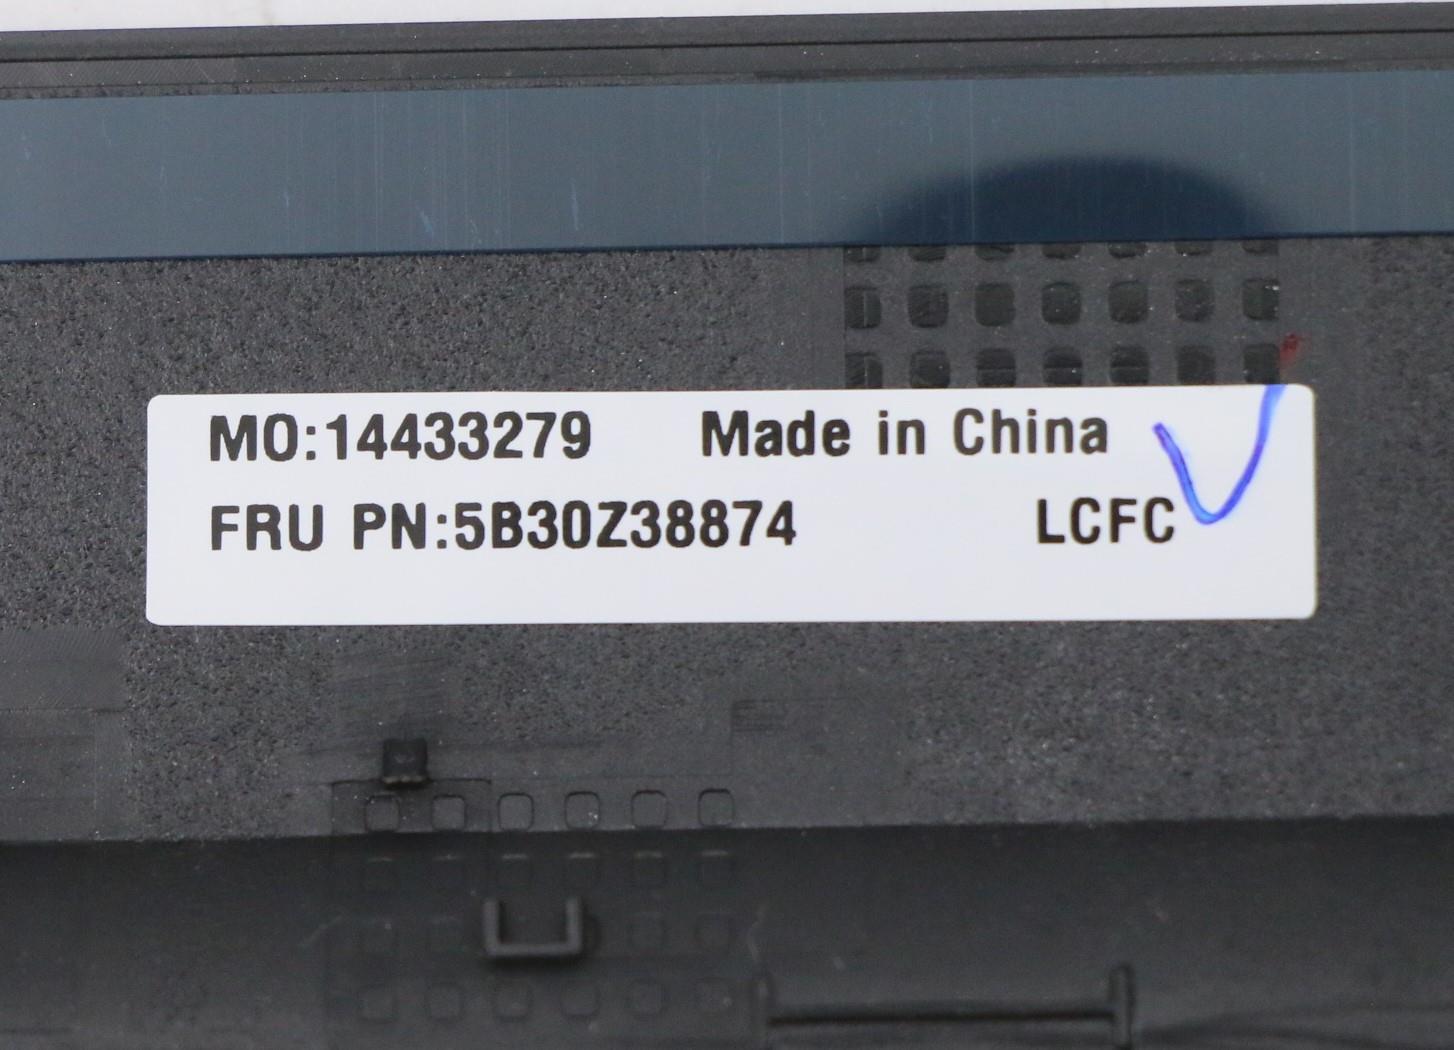 MO:14433279 Made in China
FRU PN:5B30Z38874 LCFC